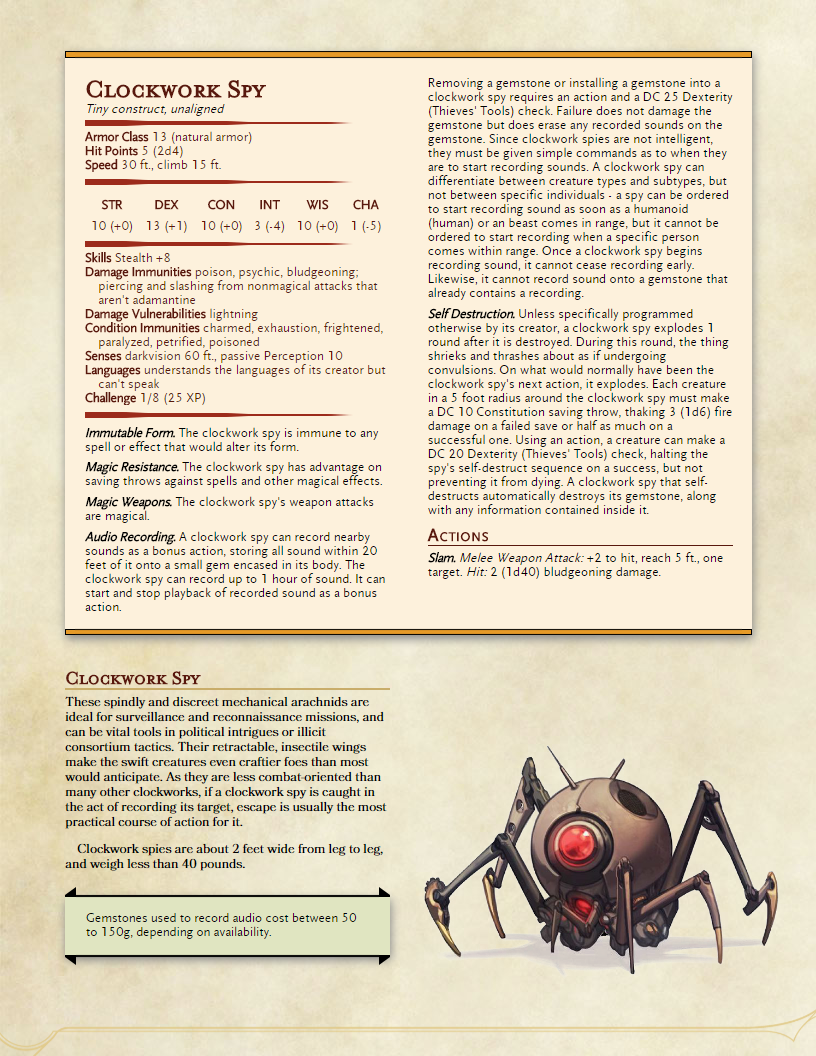 Clockwork Spy
Tiny construct, unaligned
Armor Class 13 (natural armor)
Hit Points 5 (2d4)
Speed 30 ft., climb 15 ft.
STR DEX CON INT WIS CHA
10 (+0) 13 (+1) 10 (+0) 3 (-4) 10 (+0) 1 (-5)
Skills Stealth +8
Damage Immunities poison, psychic, bludgeoning;
piercing and slashing from nonmagical attacks that
aren't adamantine
Damage Vulnerabilities lightning
Condition Immunities charmed, exhaustion, frightened,
paralyzed, petrified, poisoned
Senses darkvision 60 ft., passive Perception 10
Languages understands the languages of its creator but
can't speak
Challenge 1/8 (25 XP)
Immutable Form. The clockwork spy is immune to any
spell or effect that would alter its form.
Magic Resistance. The clockwork spy has advantage on
saving throws against spells and other magical effects.
Magic Weapons. The clockwork spy's weapon attacks
are magical.
Audio Recording. A clockwork spy can record nearby
sounds as a bonus action, storing all sound within 20
feet of it onto a small gem encased in its body. The
clockwork spy can record up to 1 hour of sound. It can
start and stop playback of recorded sound as a bonus
action.
Removing a gemstone or installing a gemstone into a
clockwork spy requires an action and a DC 25 Dexterity
(Thieves' Tools) check. Failure does not damage the
gemstone but does erase any recorded sounds on the
gemstone. Since clockwork spies are not intelligent,
they must be given simple commands as to when they
are to start recording sounds. A clockwork spy can
differentiate between creature types and subtypes, but
not between specific individuals - a spy can be ordered
to start recording sound as soon as a humanoid
(human) or an beast comes in range, but it cannot be
ordered to start recording when a specific person
comes within range. Once a clockwork spy begins
recording sound, it cannot cease recording early.
Likewise, it cannot record sound onto a gemstone that
already contains a recording.
Self Destruction. Unless specifically programmed
otherwise by its creator, a clockwork spy explodes 1
round after it is destroyed. During this round, the thing
shrieks and thrashes about as if undergoing
convulsions. On what would normally have been the
clockwork spy's next action, it explodes. Each creature
in a 5 foot radius around the clockwork spy must make
a DC 10 Constitution saving throw, thaking 3 (1d6) fire
damage on a failed save or half as much on a
successful one. Using an action, a creature can make a
DC 20 Dexterity (Thieves' Tools) check, halting the
spy's self-destruct sequence on a success, but not
preventing it from dying. A clockwork spy that self-
destructs automatically destroys its gemstone, along
with any information contained inside it.
Actions
Slam. Melee Weapon Attack: +2 to hit, reach 5 ft., one
target. Hit: 2 (1d40) bludgeoning damage.
Clockwork Spy
These spindly and discreet mechanical arachnids are
ideal for surveillance and reconnaissance missions, and
can be vital tools in political intrigues or illicit
consortium tactics. Their retractable, insectile wings
make the swift creatures even craftier foes than most
would anticipate. As they are less combat-oriented than
many other clockworks, if a clockwork spy is caught in
the act of recording its target, escape is usually the most
practical course of action for it.
Clockwork spies are about 2 feet wide from leg to leg,
and weigh less than 40 pounds.
Gemstones used to record audio cost between 50
to 150g, depending on availability.